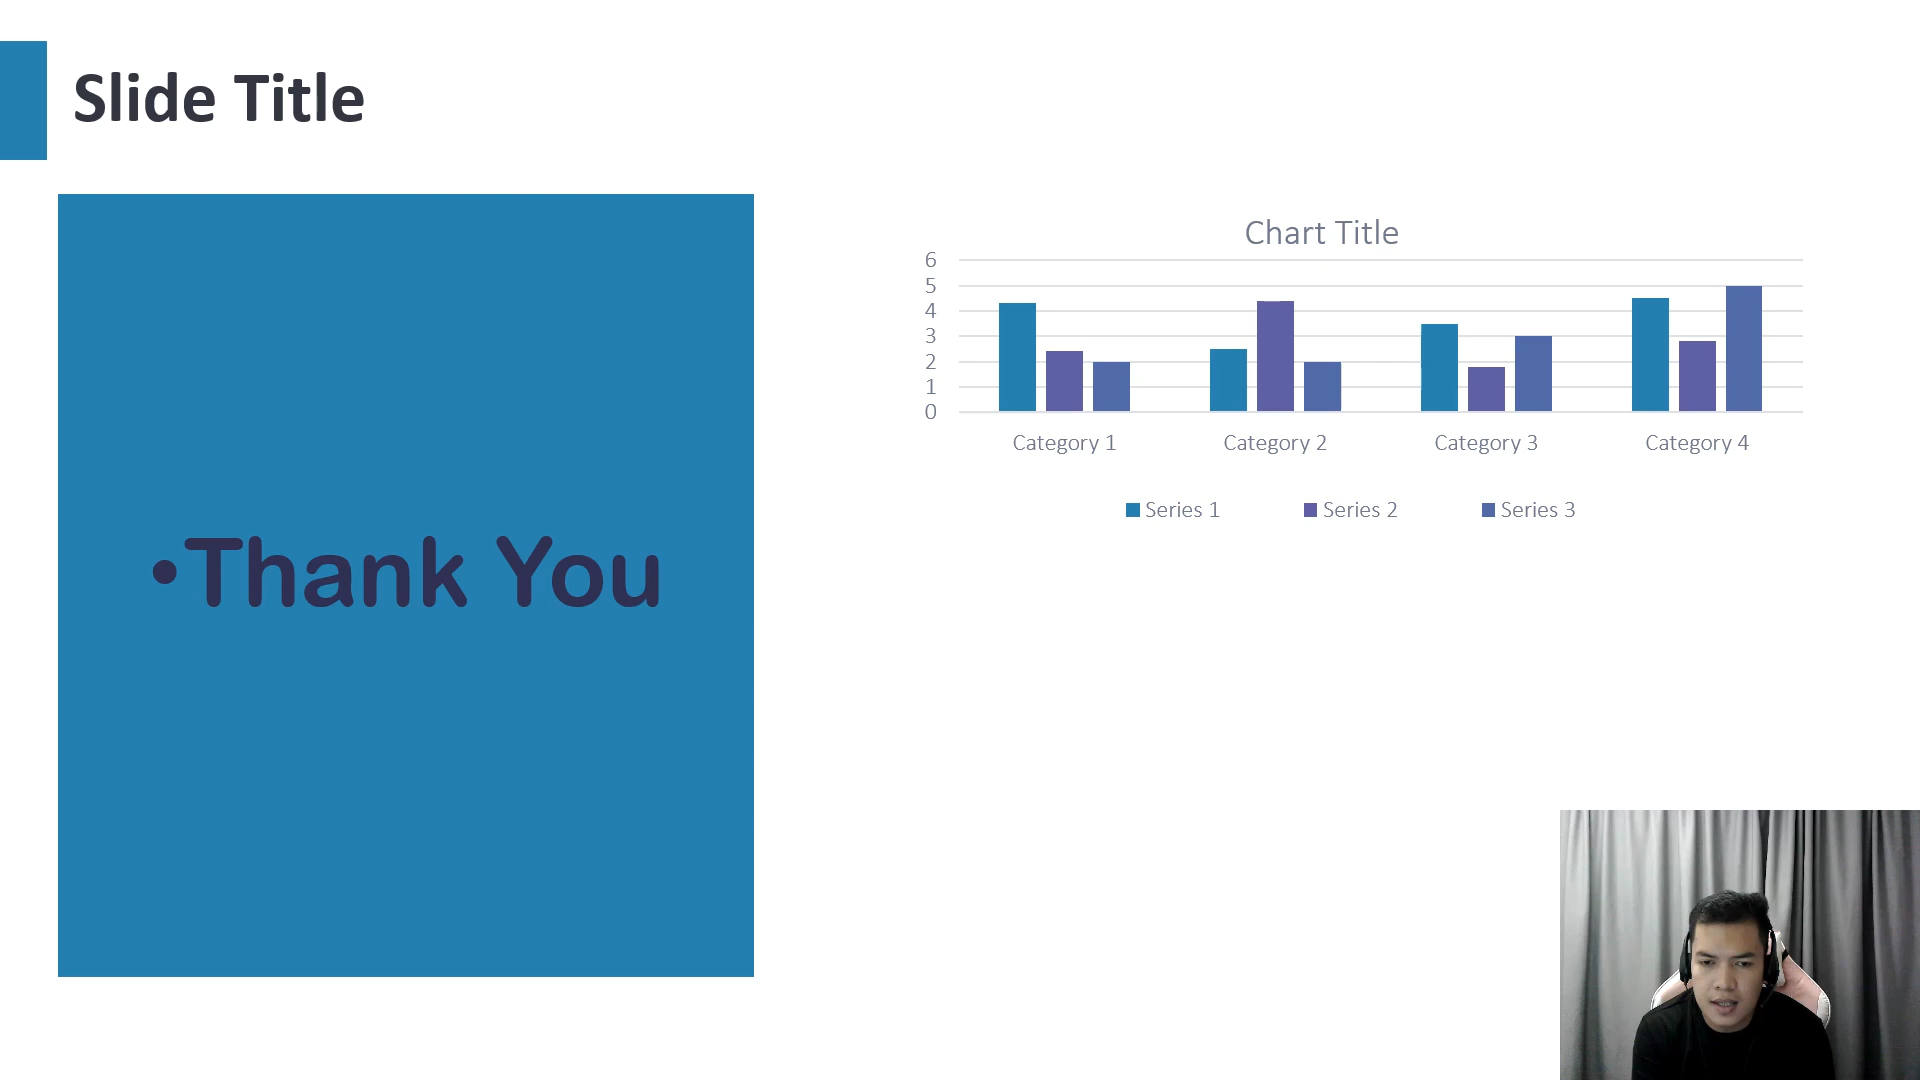 Slide Title
•Thank You
Chart Title
6
5
4
3
2
1
0
Category 1 Category 2 Category 3 Category 4
Series 1 Series 2 Series 3